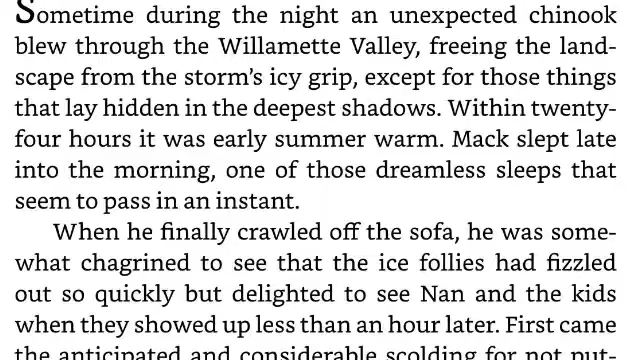 Sometime during the night an unexpected chinook
blew through the Willamette Valley, freeing the land-
scape from the storm’s icy grip, except for those things
that lay hidden in the deepest shadows. Within twenty-
four hours it was early summer warm. Mack slept late
into the morning, one of those dreamless sleeps that
seem to pass in an instant.
When he finally crawled off the sofa, he was some-
what chagrined to see that the ice follies had fizzled
out so quickly but delighted to see Nan and the kids
when they showed up less than an hour later. First came
the anticipated and considerable scolding for not put-